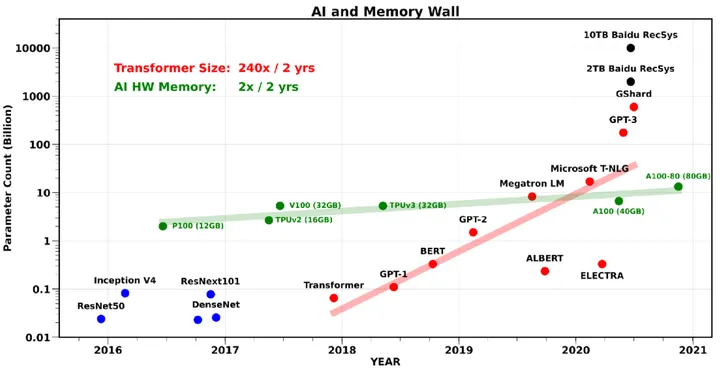 AI and Memory Wall
10TB Baidu RecSys
10000
Transformer Size: 240x / 2 yrs
2TB Baidu RecSys
AI HW Memory: 2x / 2 yrs
1000
GShard
GPT-3
100
Microsoft T-NLG
A100-80 (80GB)
Megatron LM
10
V100 (32GB)
TPUv3 (32GB)
A100 (40GB)
TPUv2 (16GB)
GPT-2
P100 (12GB)
1
BERT
ALBERT
GPT-1
ELECTRA
Inception V4
ResNext101
Transformer
0.1
ResNet50
DenseNet
0.01
Parameter Count (Billion)
2016
2017
2018
2019
2020
2021
YEAR